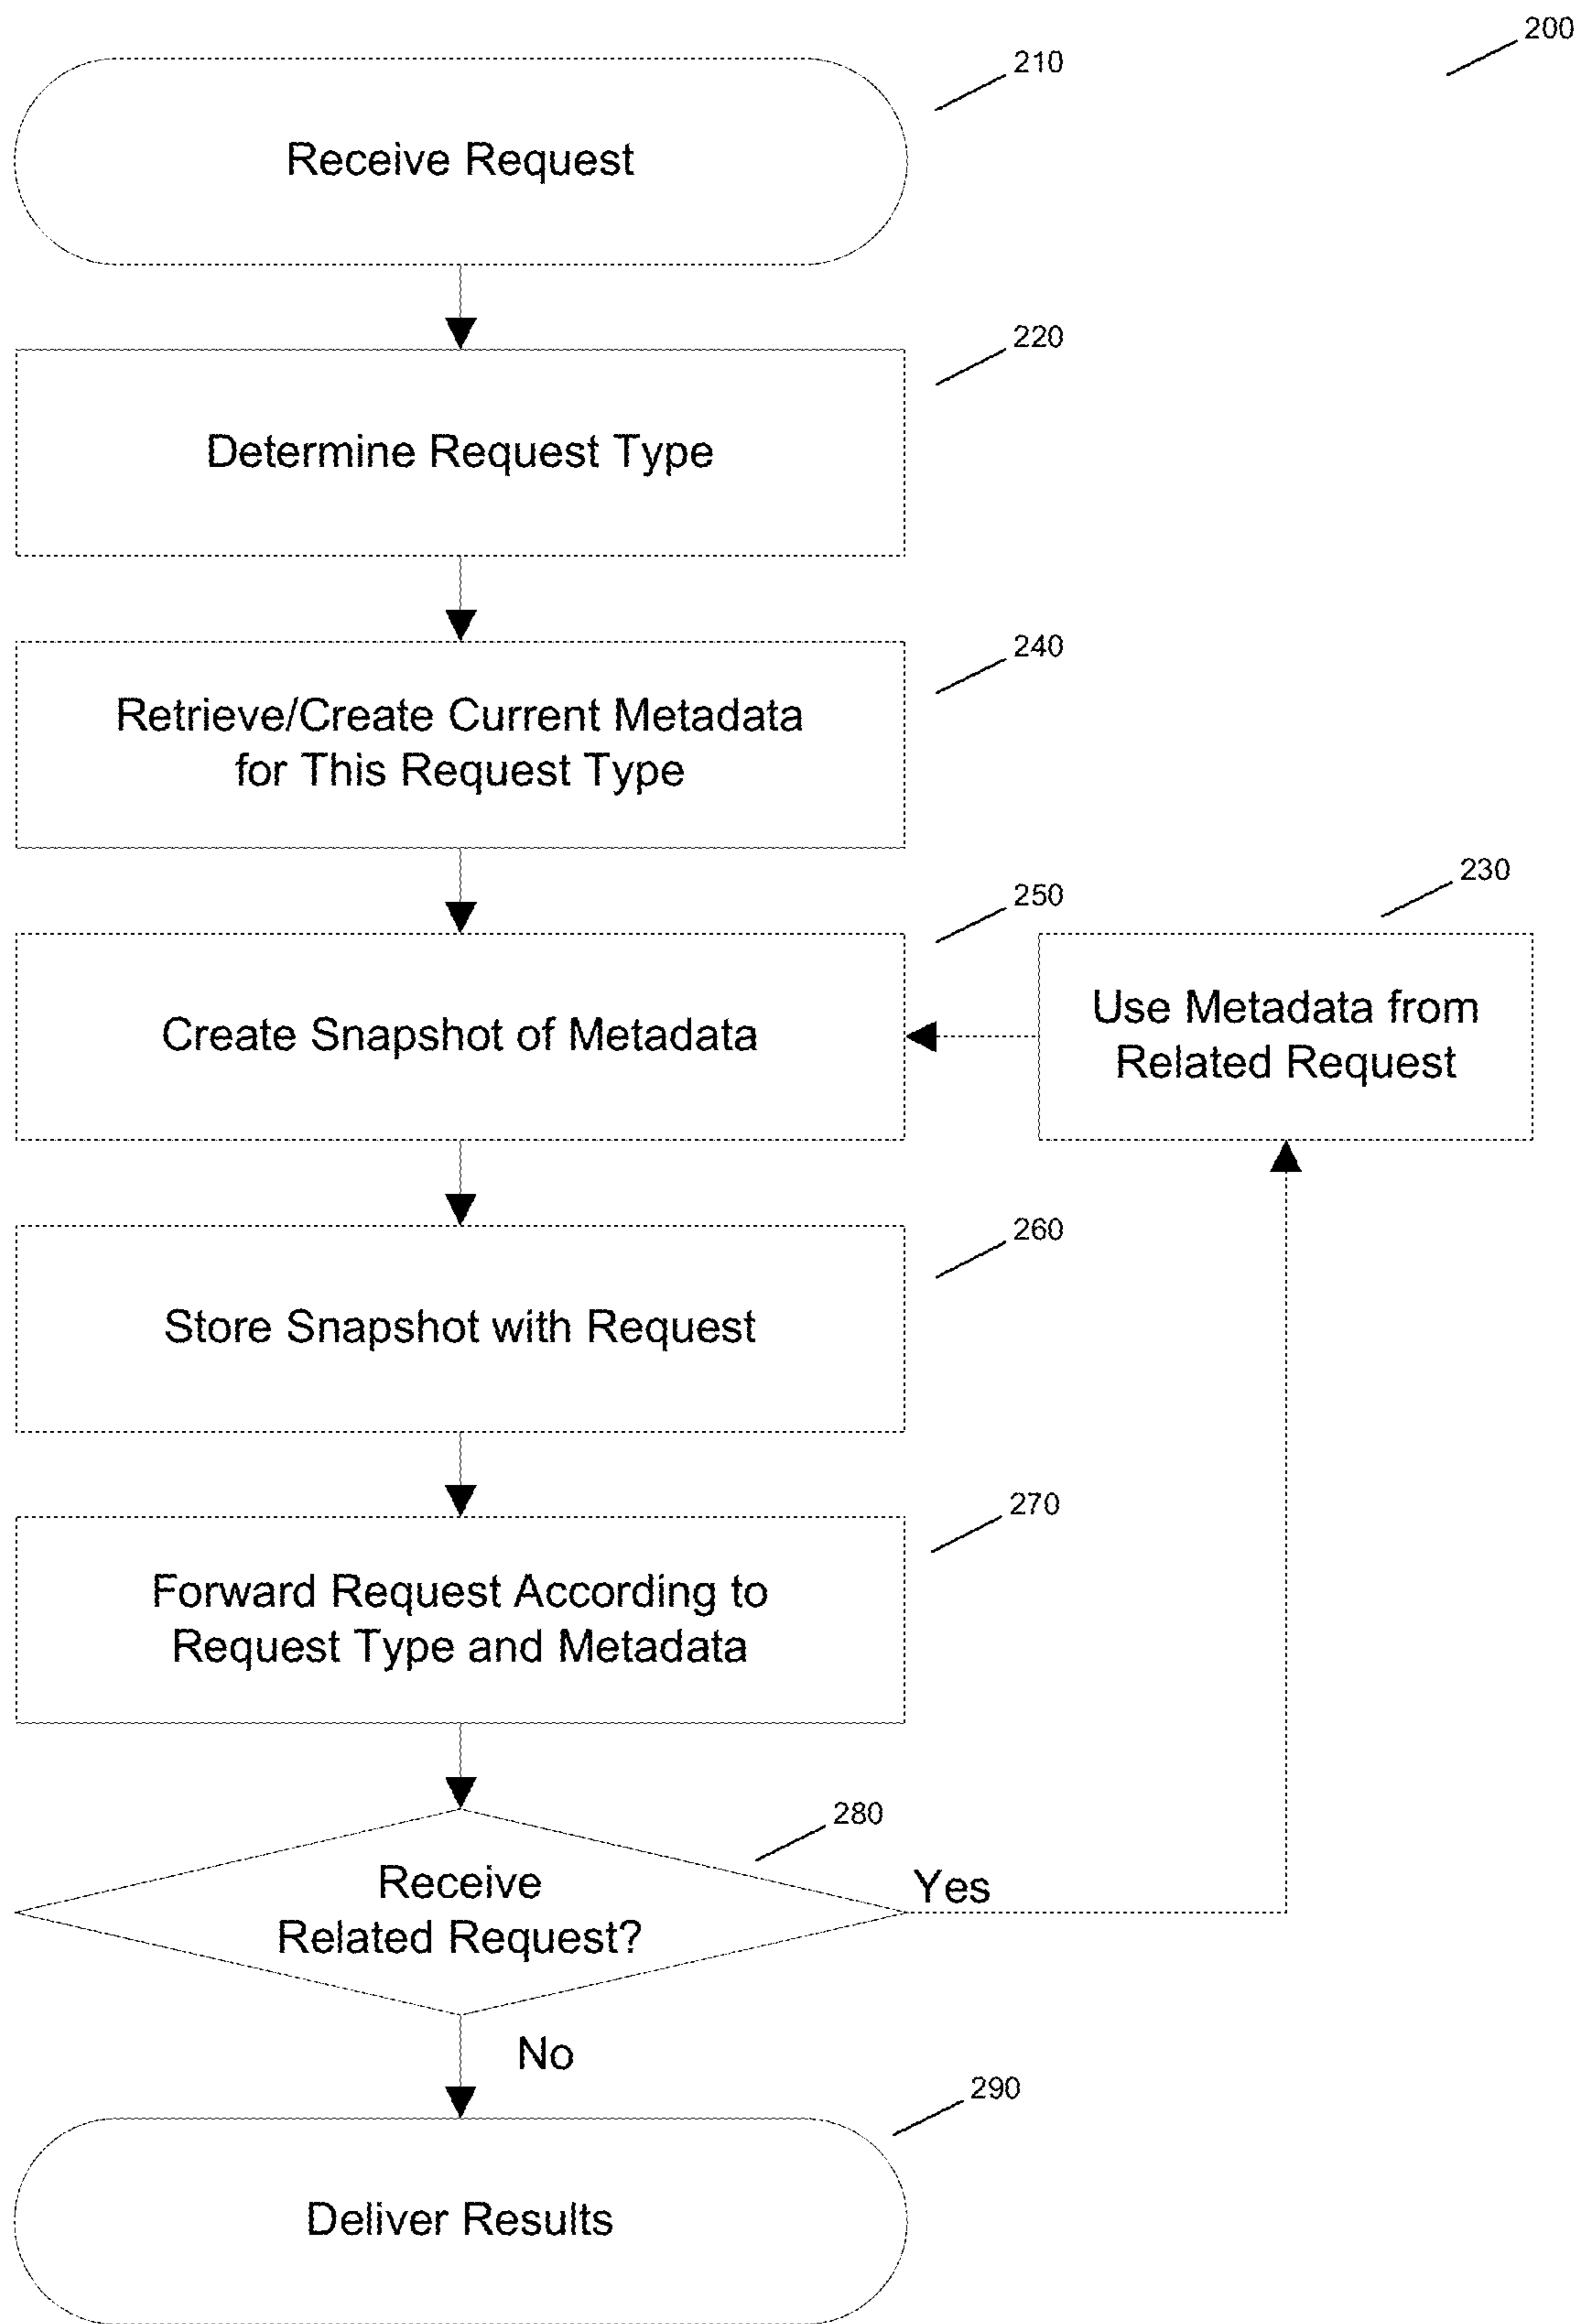 200
210
Receive Request
220
Determine Request Type
240
Retrieve/Create Current Metadata
for This Request Type
250
Create Snapshot of Metadata
230
Use Metadata from
Related Request
260
Store Snapshot with Request
270
Forward Request According to
Request Type and Metadata
280
Receive
Related Request?
Yes
No
290
Deliver Results